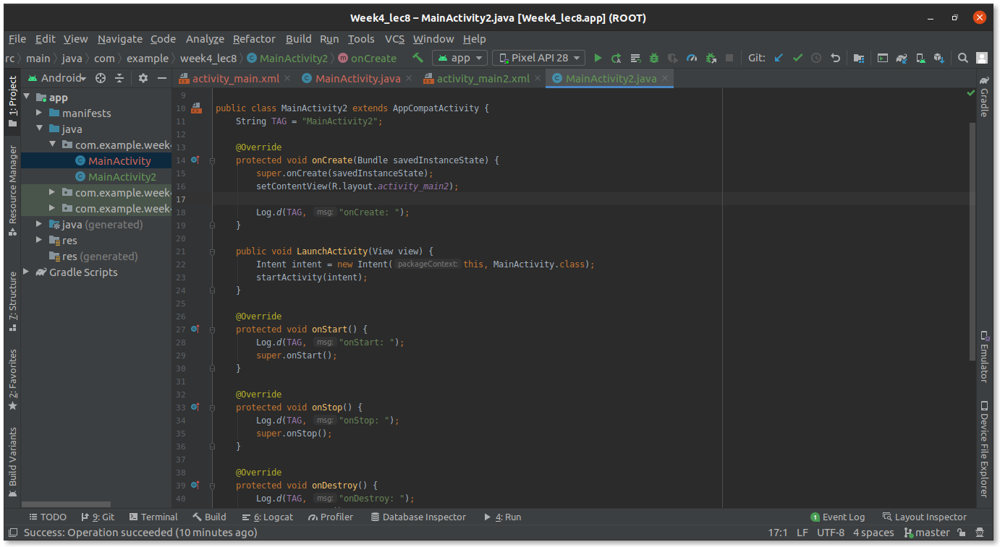 Week4_lec8 – MainActivity2.java [Week4_lec8.app] (ROOT)
File Edit View Navigate Code Analyze Refactor Build Run Tools VCS Window Help
rc main java com example week4_lec8 MainActivity2 onCreate app Pixel API 28 Git:
1: Project
Resource Manager
7: Structure
2: Favorites
Build Variants
Android
app
manifests
java
com.example.week
MainActivity
MainActivity2
com.example.week
com.example.week
java (generated)
res
res (generated)
Gradle Scripts
activity_main.xml MainActivity.java activity_main2.xml MainActivity2.java
9
10 public class MainActivity2 extends AppCompatActivity {
11 String TAG = "MainActivity2";
12
13 @Override
14 protected void onCreate(Bundle savedInstanceState) {
15 super.onCreate(savedInstanceState);
16 setContentView(R.layout.activity_main2);
17
18 Log.d(TAG, msg: "onCreate: ");
19 }
20
21 public void LaunchActivity(View view) {
22 Intent intent = new Intent( packageContext: this, MainActivity.class);
23 startActivity(intent);
24 }
25
26 @Override
27 protected void onStart() {
28 Log.d(TAG, msg: "onStart: ");
29 super.onStart();
30 }
31
32 @Override
33 protected void onStop() {
34 Log.d(TAG, msg: "onStop: ");
35 super.onStop();
36 }
37
38 @Override
39 protected void onDestroy() {
40 Log.d(TAG, msg: "onDestroy: ");
Gradle
Emulator
Device File Explorer
TODO 9: Git Terminal Build 6: Logcat Profiler Database Inspector 4: Run 1 Event Log Layout Inspector
Success: Operation succeeded (10 minutes ago) 17:1 LF UTF-8 4 spaces master